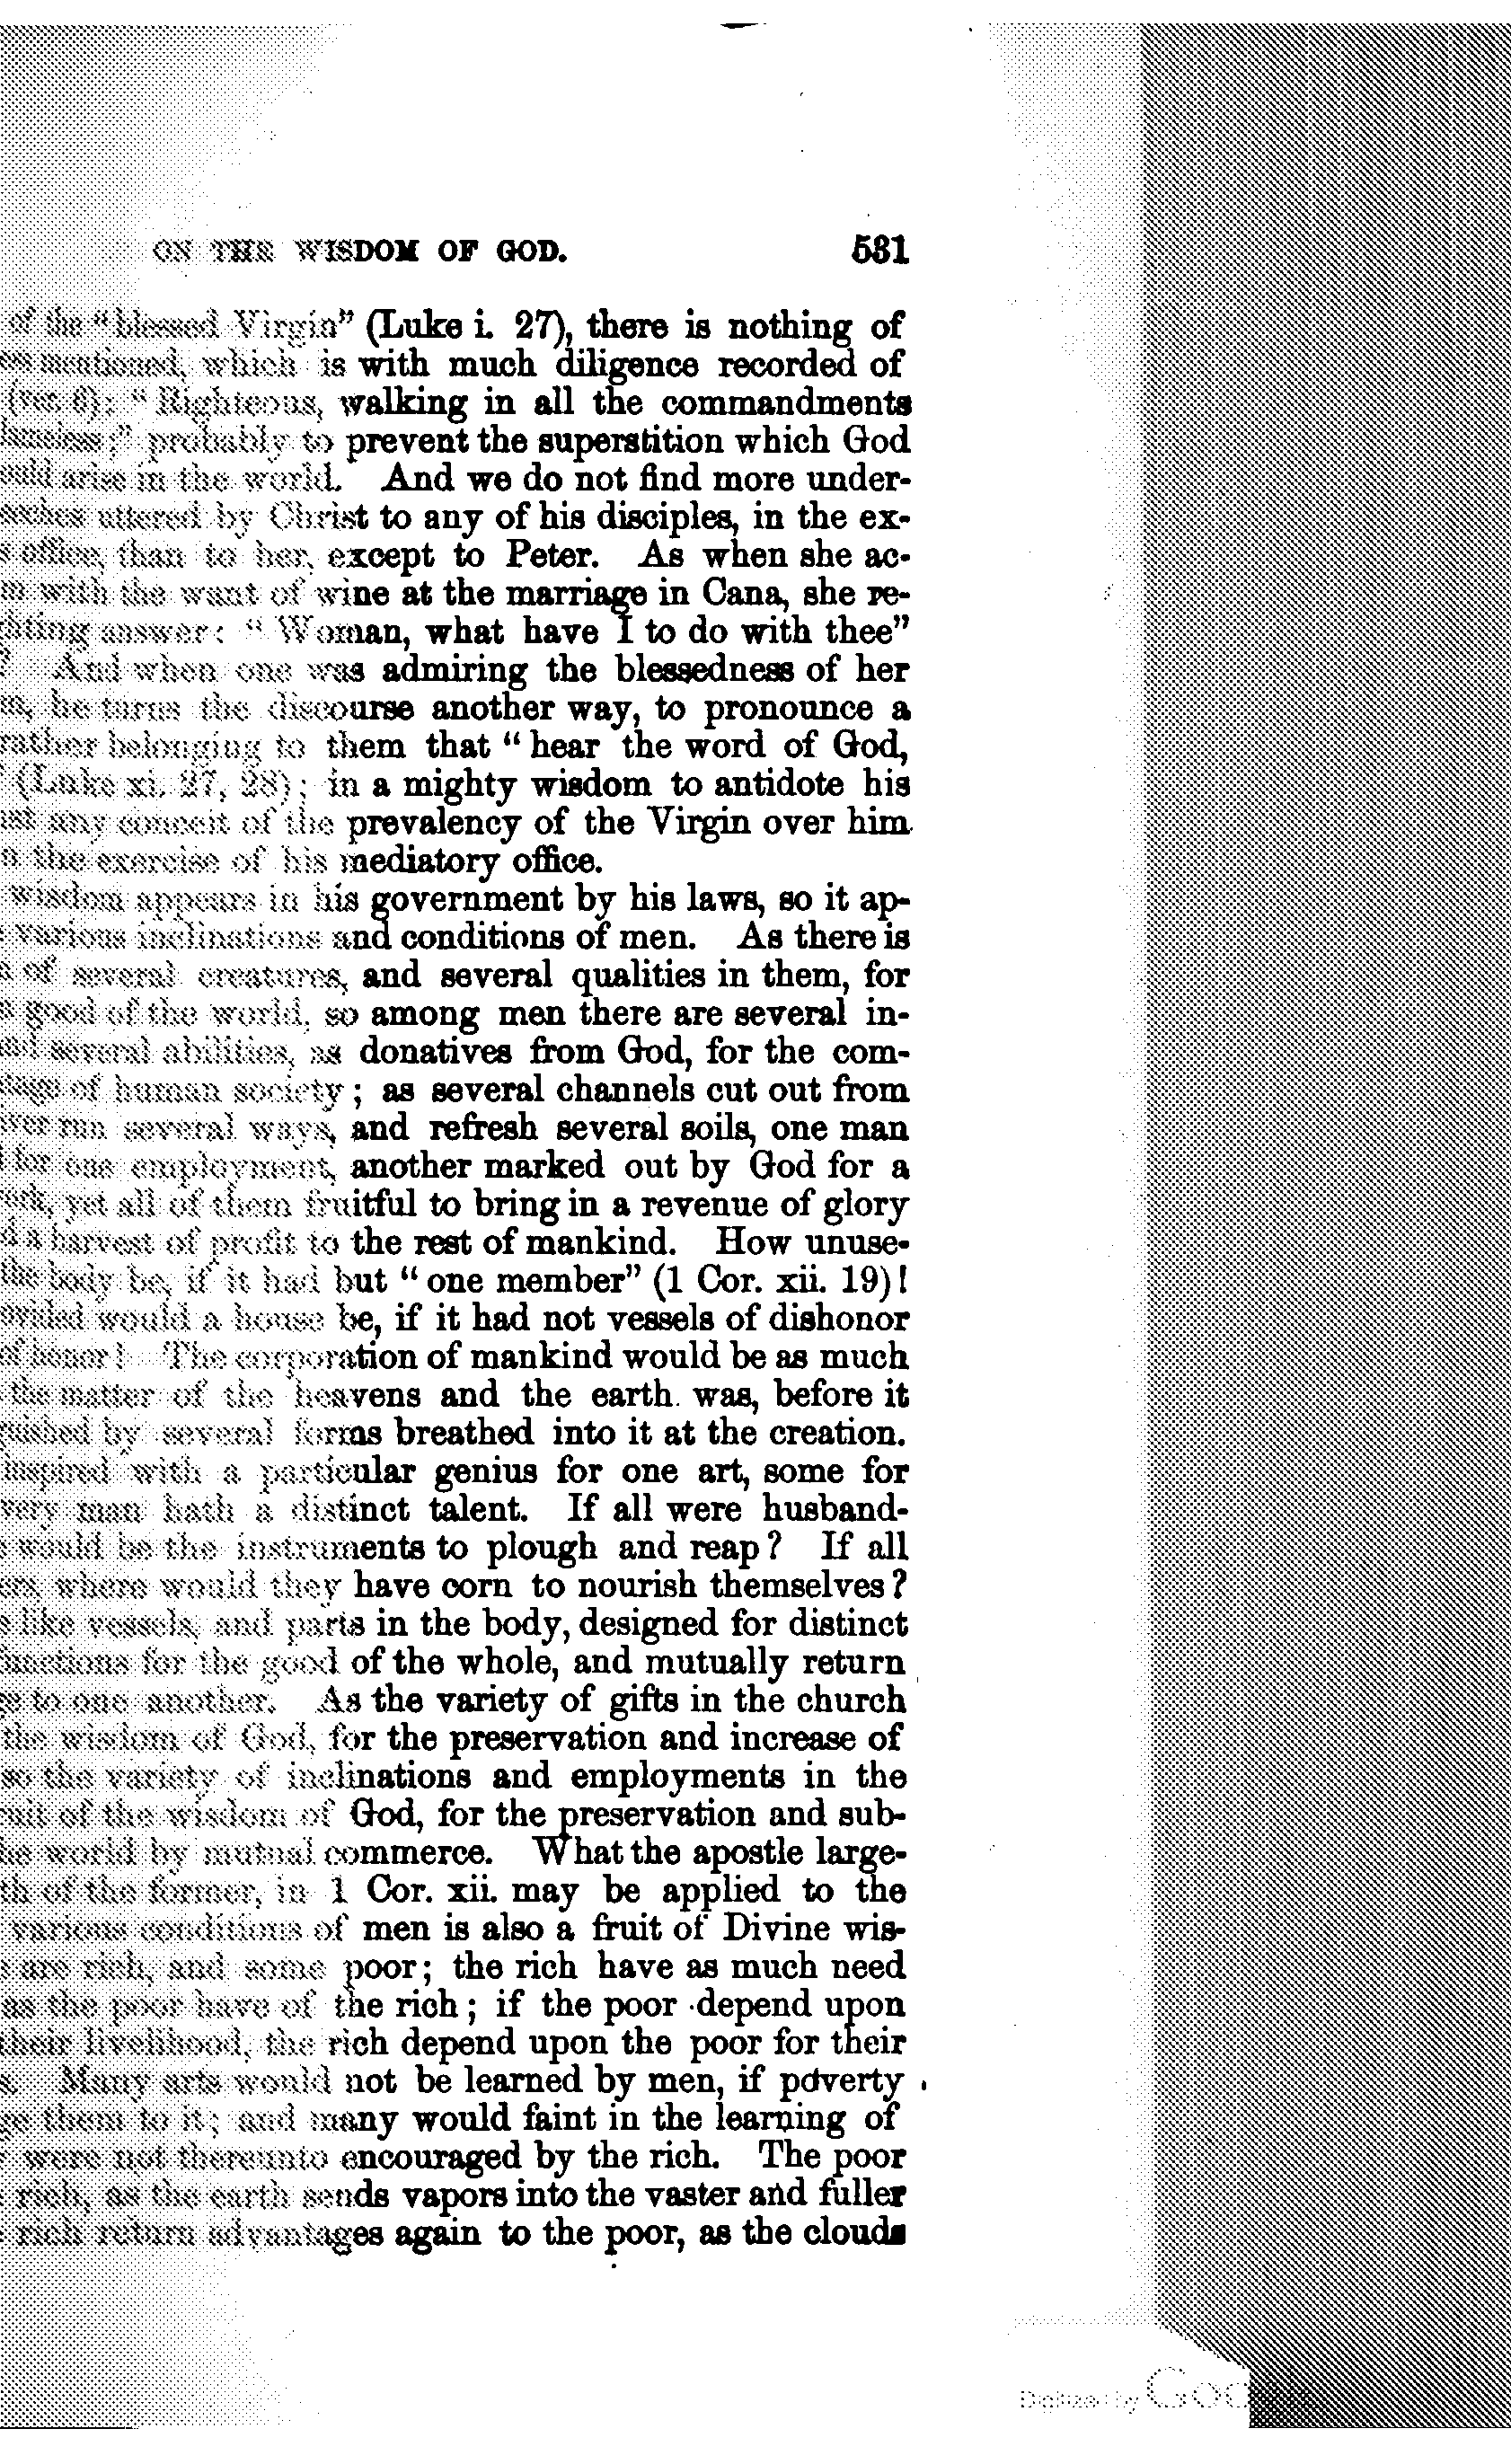 ON THE WISDOM OF GOD. 531
of the "blessed Virgin" (Luke i. 27), there is nothing of
mentioned, which is with much diligence recorded of
(ver. 6): "Righteous, walking in all the commandments
probably to prevent the superstition which God
arise in the world. And we do not find more under-
uttered by Christ to any of his disciples, in the ex-
office, than to her, except to Peter. As when she ac-
with the want of wine at the marriage in Cana, she re-
answer: "Woman, what have I to do with thee"
? And when one was admiring the blessedness of her
he turns the discourse another way, to pronounce a
rather belonging to them that "hear the word of God,
(Luke xi. 27, 28); in a mighty wisdom to antidote his
any conceit of the prevalency of the Virgin over him
the exercise of his mediatory office.
wisdom appears in his government by his laws, so it ap-
various inclinations and conditions of men. As there is
of several creatures, and several qualities in them, for
good of the world, so among men there are several in-
several abilities, as donatives from God, for the com-
of human society; as several channels cut out from
run several ways, and refresh several soils, one man
for one employment, another marked out by God for a
yet all of them fruitful to bring in a revenue of glory
a harvest of profit to the rest of mankind. How unuse-
the body be, if it had but "one member" (1 Cor. xii. 19)!
would a house be, if it had not vessels of dishonor
of honor! The corporation of mankind would be as much
the matter of the heavens and the earth was, before it
by several forms breathed into it at the creation.
inspired with a particular genius for one art, some for
man hath a distinct talent. If all were husband-
would be the instruments to plough and reap? If all
where would they have corn to nourish themselves?
like vessels, and parts in the body, designed for distinct
functions for the good of the whole, and mutually return
to one another. As the variety of gifts in the church
the wisdom of God, for the preservation and increase of
so the variety of inclinations and employments in the
of the wisdom of God, for the preservation and sub-
world by mutual commerce. What the apostle large-
of the former, in 1 Cor. xii. may be applied to the
various conditions of men is also a fruit of Divine wis-
are rich, and some poor; the rich have as much need
as the poor have of the rich; if the poor depend upon
their livelihood, the rich depend upon the poor for their
Many arts would not be learned by men, if poverty
them to it; and many would faint in the learning of
were not thereunto encouraged by the rich. The poor
rich, as the earth sends vapors into the vaster and fuller
rich return advantages again to the poor, as the clouds
Digitized by Goo